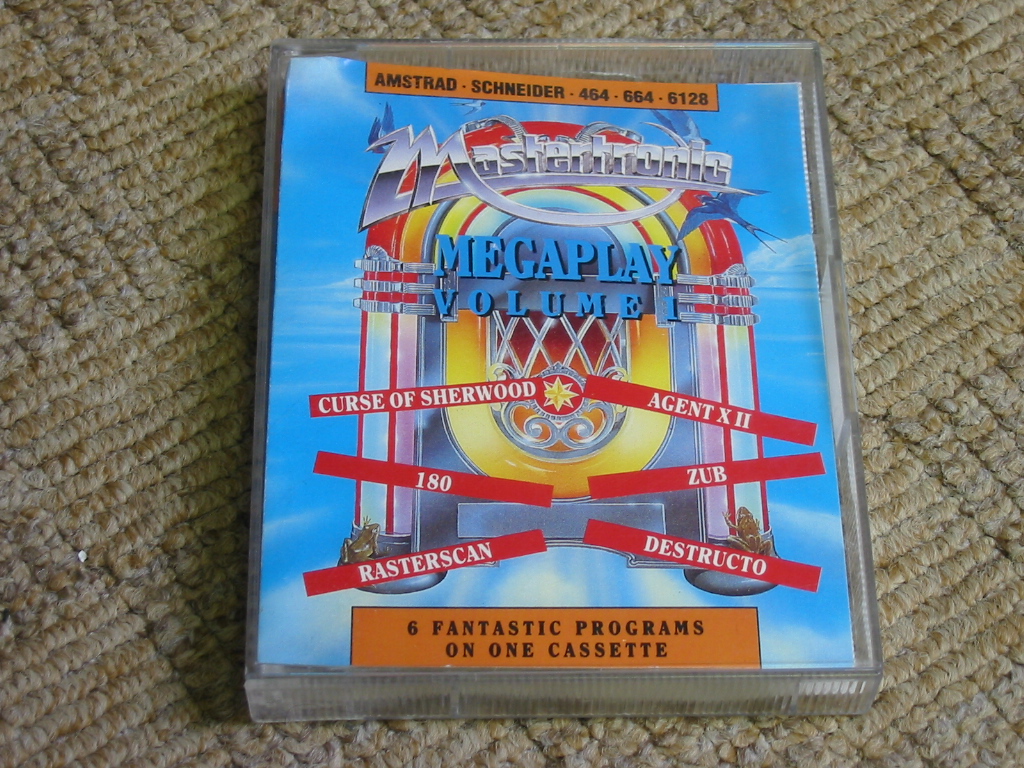 AMSTRAD · SCHNEIDER · 464 · 664 · 6128
Mastertronic
MEGAPLAY
VOLUME 1
CURSE OF SHERWOOD
AGENT X II
180
ZUB
RASTERSCAN
DESTRUCTO
6 FANTASTIC PROGRAMS
ON ONE CASSETTE